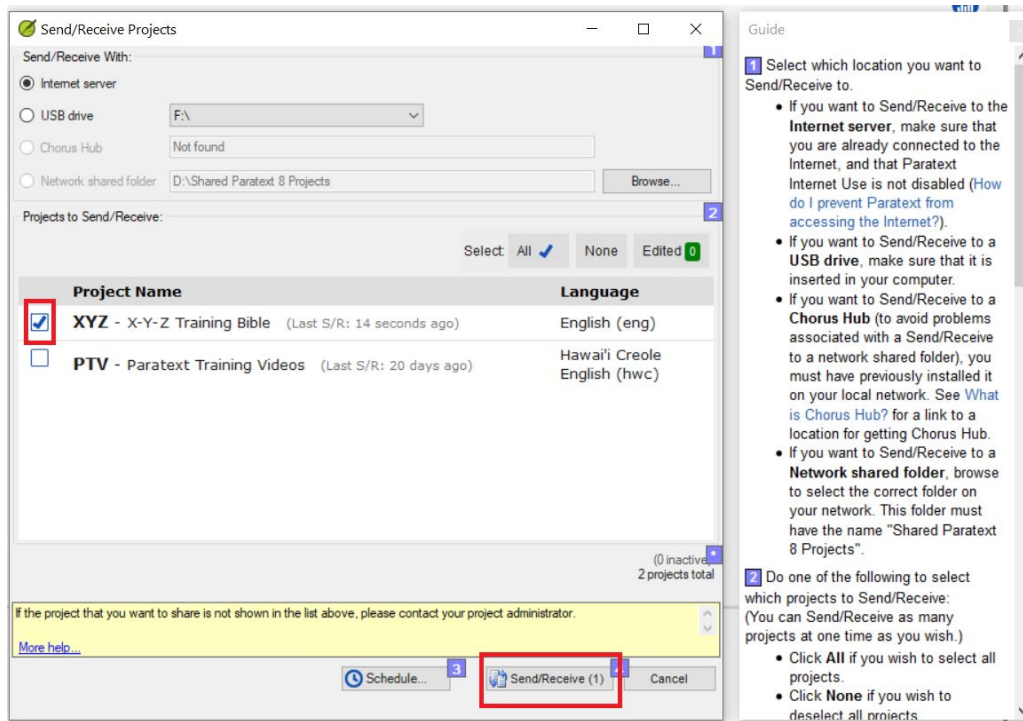 Send/Receive Projects
Send/Receive With:
1
Internet server
USB drive F:\
Chorus Hub Not found
Network shared folder D:\Shared Paratext 8 Projects Browse...
Projects to Send/Receive:
2
Select: All None Edited 0
Project Name Language
XYZ - X-Y-Z Training Bible (Last S/R: 14 seconds ago) English (eng)
PTV - Paratext Training Videos (Last S/R: 20 days ago) Hawai'i Creole
English (hwc)
(0 inactive)
*
2 projects total
If the project that you want to share is not shown in the list above, please contact your project administrator.
More help...
Schedule... 3 Send/Receive (1) 4 Cancel
Guide
1 Select which location you want to
Send/Receive to.
• If you want to Send/Receive to the
Internet server, make sure that
you are already connected to the
Internet, and that Paratext
Internet Use is not disabled (How
do I prevent Paratext from
accessing the Internet?).
• If you want to Send/Receive to a
USB drive, make sure that it is
inserted in your computer.
• If you want to Send/Receive to a
Chorus Hub (to avoid problems
associated with a Send/Receive
to a network shared folder), you
must have previously installed it
on your local network. See What
is Chorus Hub? for a link to a
location for getting Chorus Hub.
• If you want to Send/Receive to a
Network shared folder, browse
to select the correct folder on
your network. This folder must
have the name "Shared Paratext
8 Projects".
2 Do one of the following to select
which projects to Send/Receive:
(You can Send/Receive as many
projects at one time as you wish.)
• Click All if you wish to select all
projects.
• Click None if you wish to
deselect all projects